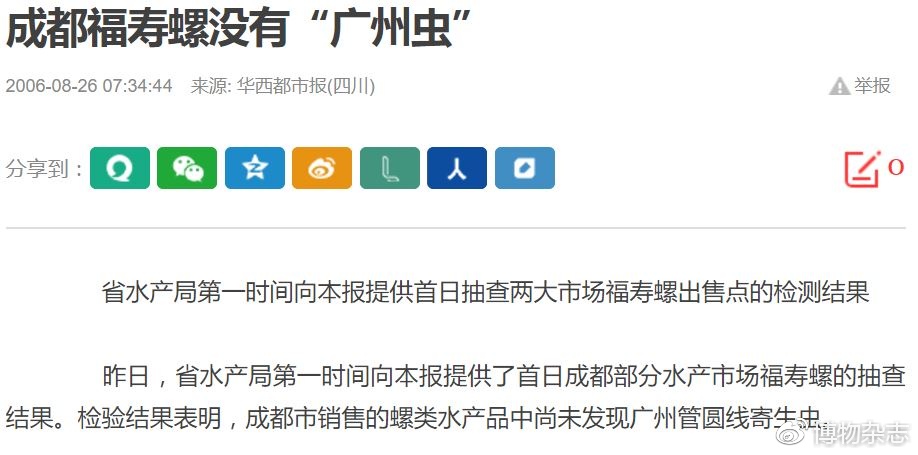 成都福寿螺没有“广州虫”
2006-08-26 07:34:44 来源: 华西都市报(四川) 举报
分享到: 0
省水产局第一时间向本报提供首日抽查两大市场福寿螺出售点的检测结果
昨日，省水产局第一时间向本报提供了首日成都部分水产市场福寿螺的抽查
结果。检验结果表明，成都市销售的螺类水产品中尚未发现广州管圆线寄生虫。
博物杂志